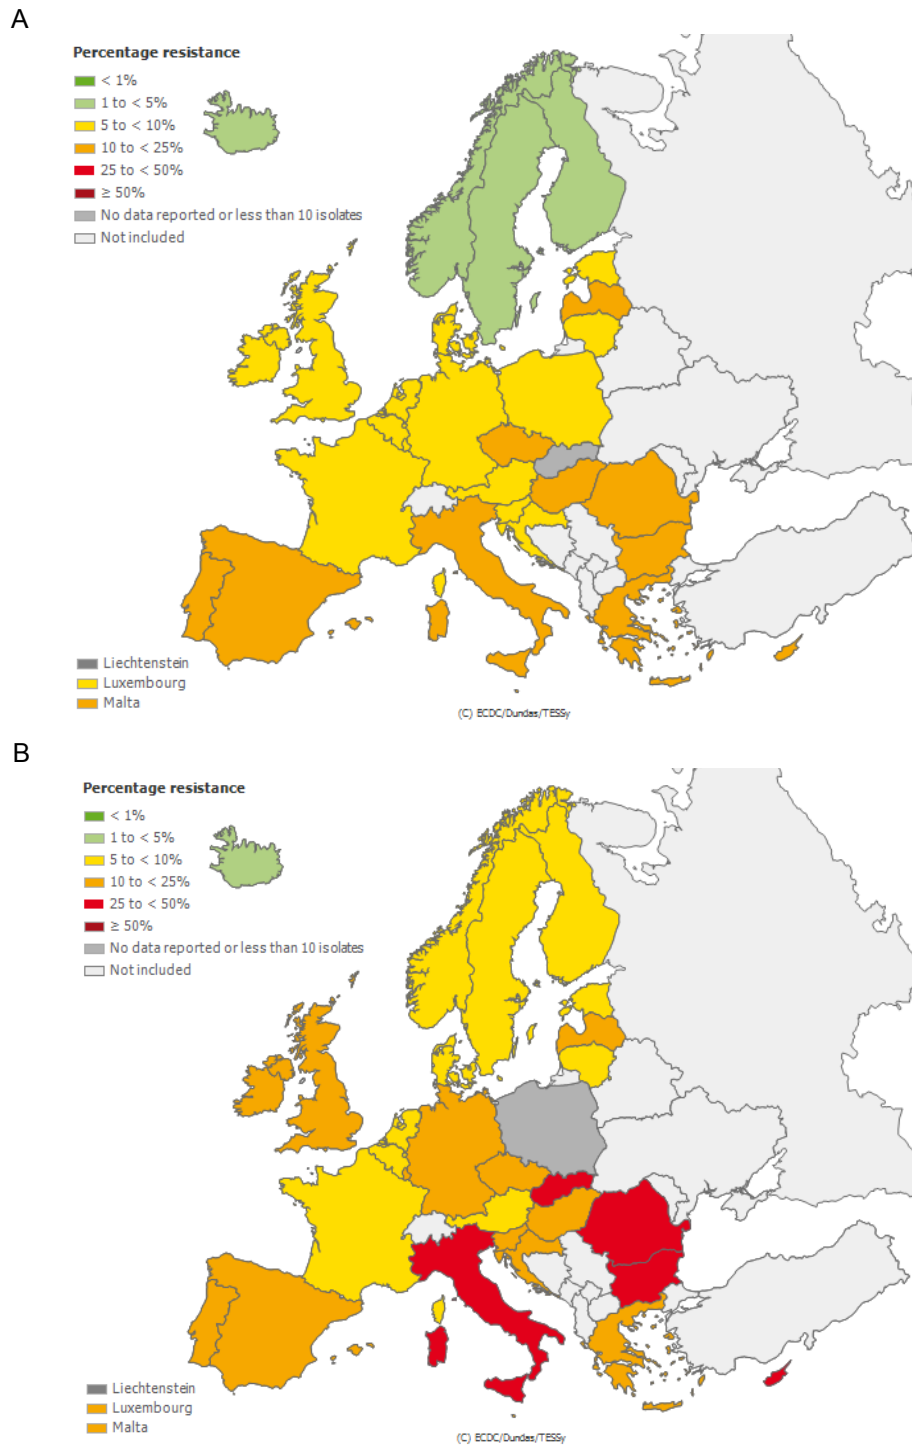 A
Percentage resistance
< 1%
1 to < 5%
5 to < 10%
10 to < 25%
25 to < 50%
≥ 50%
No data reported or less than 10 isolates
Not included
Liechtenstein
Luxembourg
Malta
(C) ECDC/Dundas/TESSy
B
Percentage resistance
< 1%
1 to < 5%
5 to < 10%
10 to < 25%
25 to < 50%
≥ 50%
No data reported or less than 10 isolates
Not included
Liechtenstein
Luxembourg
Malta
(C) ECDC/Dundas/TESSy